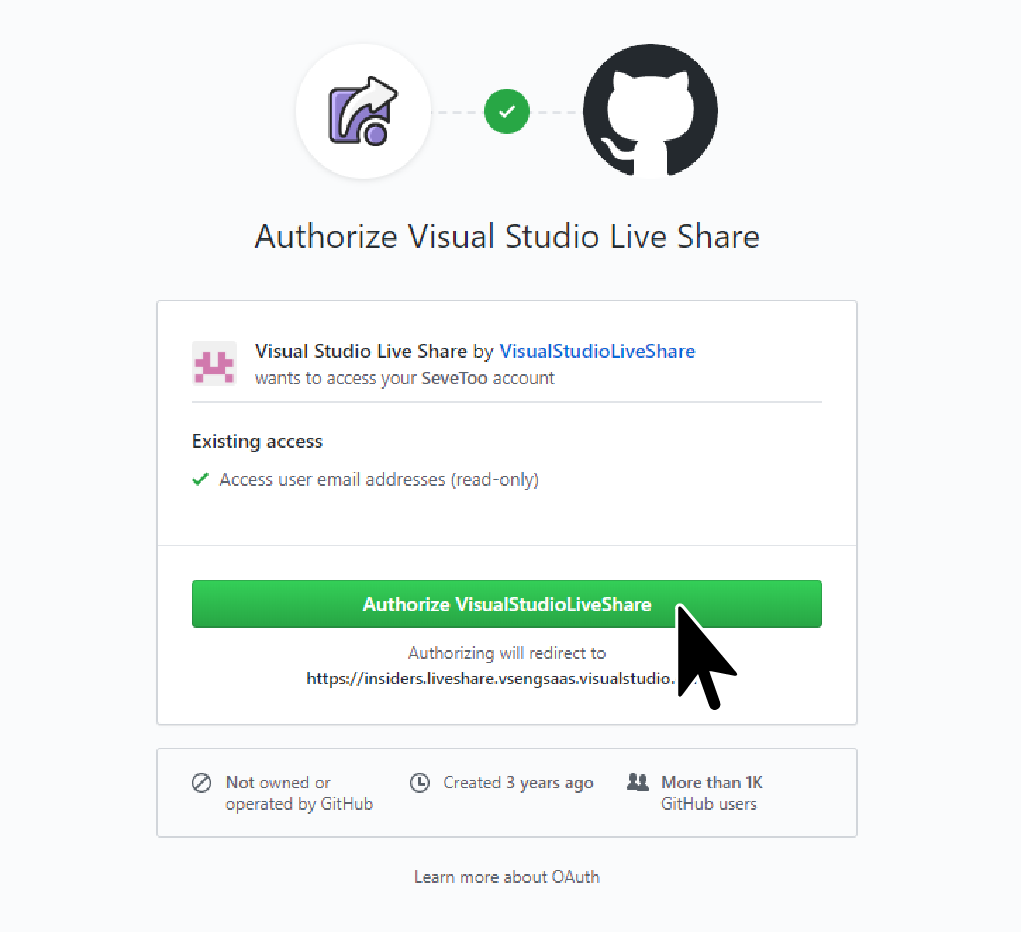 Authorize Visual Studio Live Share
Visual Studio Live Share by VisualStudioLiveShare
wants to access your SeveToo account
Existing access
Access user email addresses (read-only)
Authorize VisualStudioLiveShare
Authorizing will redirect to
https://insiders.liveshare.vsengsaas.visualstudio.
Not owned or
operated by GitHub
Created 3 years ago
More than 1K
GitHub users
Learn more about OAuth